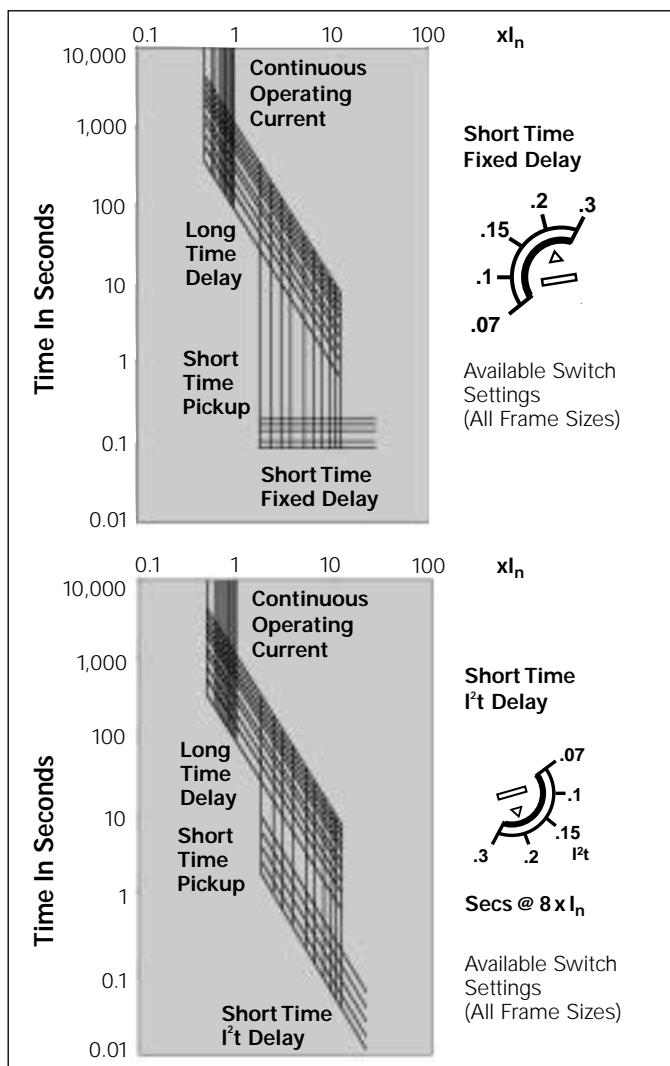 0.1 1 10 100 xIₙ
10,000
1,000
100
10
1
0.1
0.01
Time In Seconds
Continuous
Operating
Current
Long
Time
Delay
Short
Time
Pickup
Short Time
Fixed Delay
Short Time
Fixed Delay
.07
.1
.15
.2
.3
Available Switch
Settings
(All Frame Sizes)
0.1 1 10 100 xIₙ
10,000
1,000
100
10
1
0.1
0.01
Time In Seconds
Continuous
Operating
Current
Long
Time
Delay
Short
Time
Pickup
Short Time
I²t Delay
Short Time
I²t Delay
.07
.1
.15
.2
.3
I²t
Secs @ 8 x Iₙ
Available Switch
Settings
(All Frame Sizes)